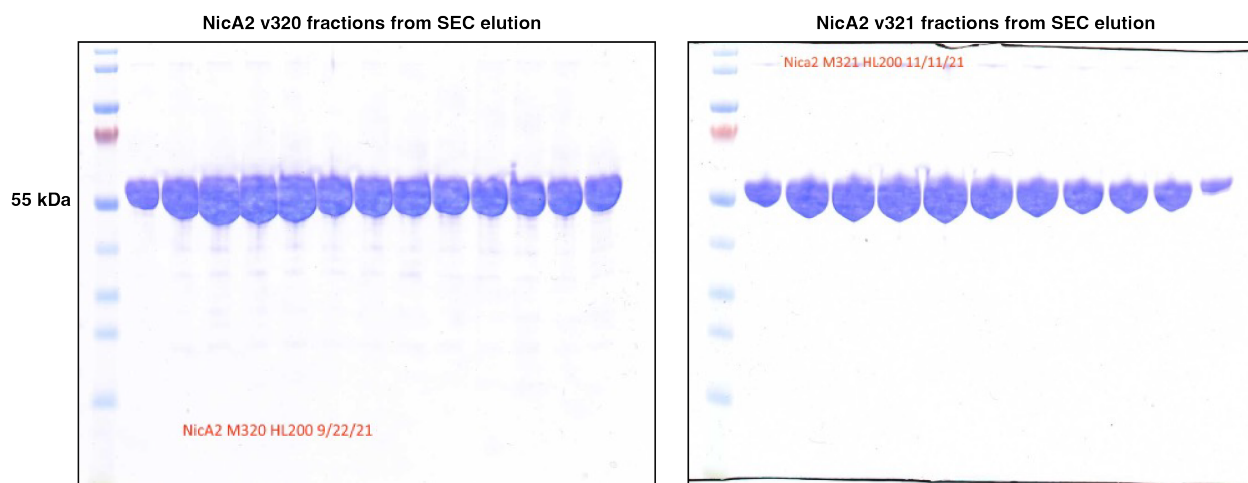 NicA2 v320 fractions from SEC elution
NicA2 v321 fractions from SEC elution
Nica2 M321 HL200 11/11/21
55 kDa
NicA2 M320 HL200 9/22/21